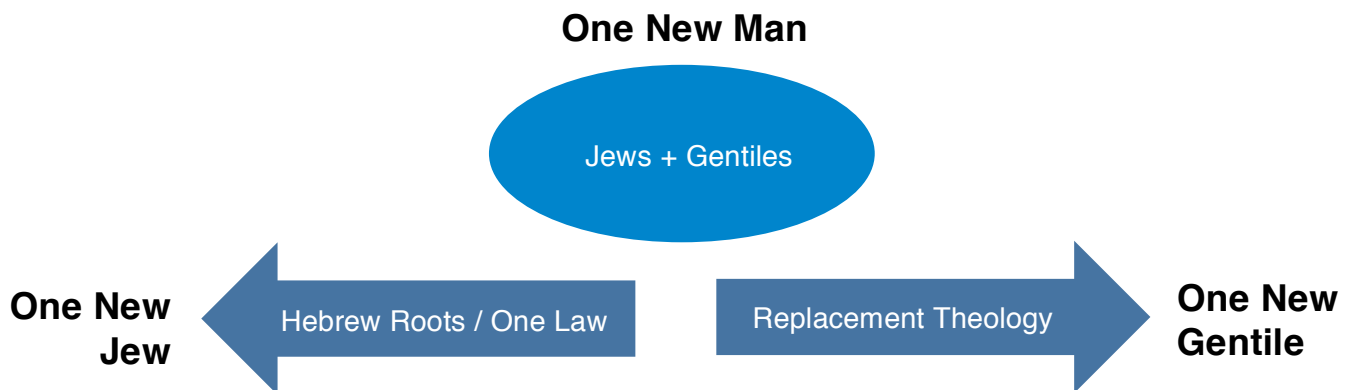 One New Man
Jews + Gentiles
One New
Jew
Hebrew Roots / One Law
Replacement Theology
One New
Gentile